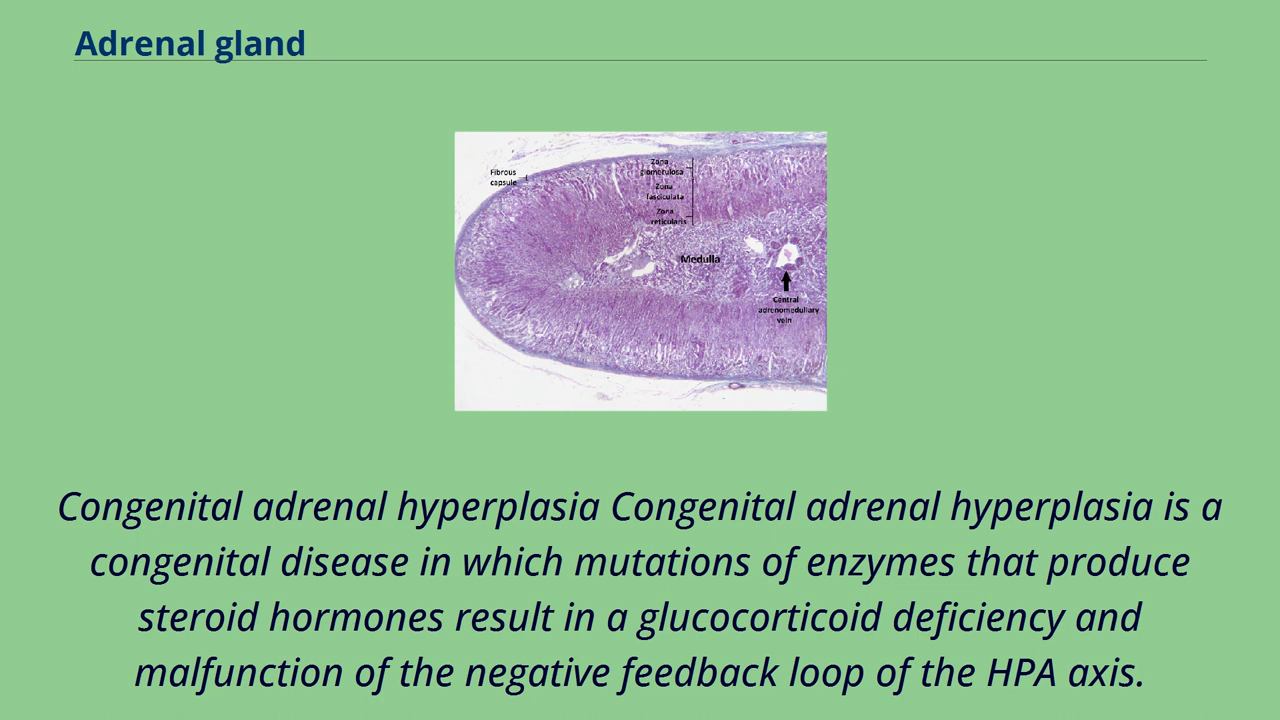 Adrenal gland
Fibrous
capsule
Zona
glomerulosa
Zona
fasciculata
Zona
reticularis
Medulla
Central
adrenomedullary
vein
Congenital adrenal hyperplasia Congenital adrenal hyperplasia is a
congenital disease in which mutations of enzymes that produce
steroid hormones result in a glucocorticoid deficiency and
malfunction of the negative feedback loop of the HPA axis.